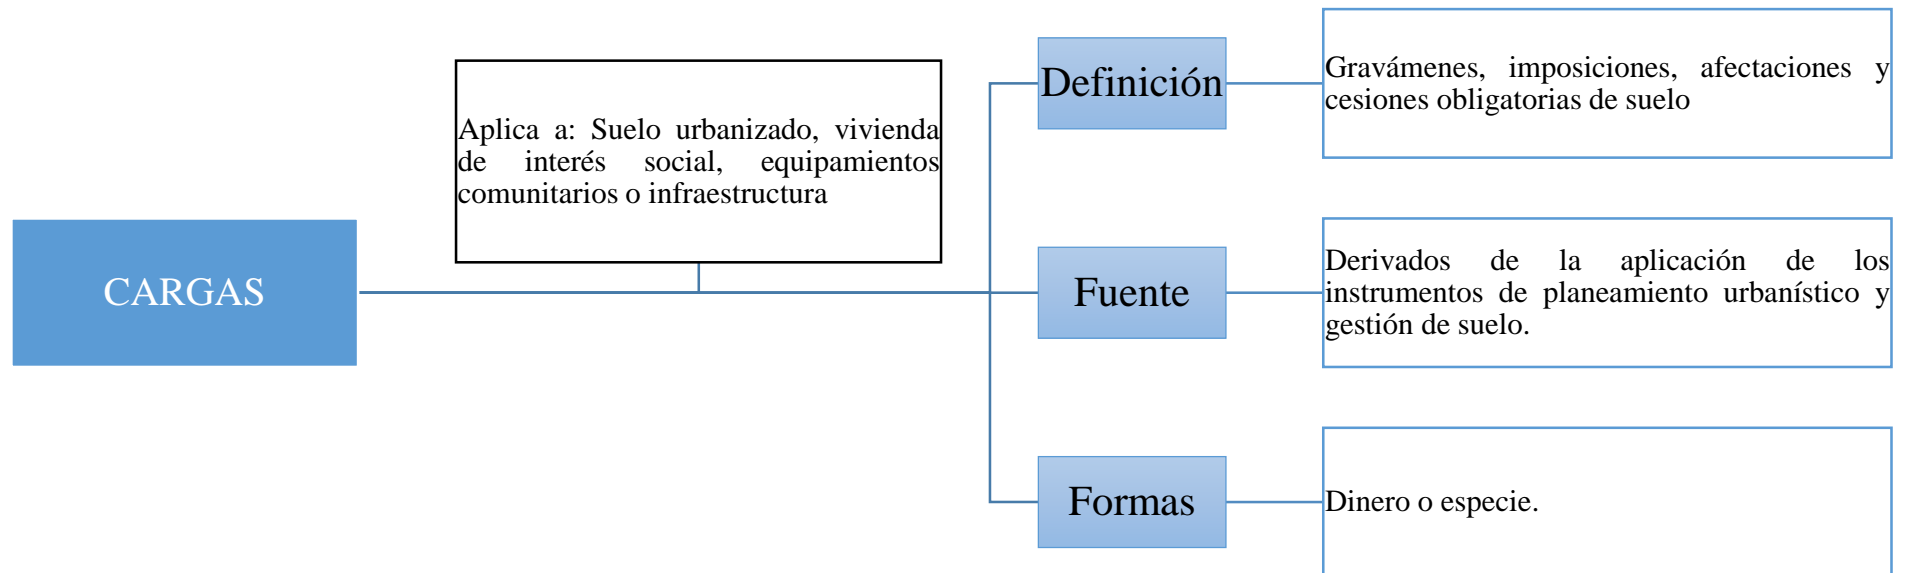 CARGAS
Aplica a: Suelo urbanizado, vivienda
de interés social, equipamientos
comunitarios o infraestructura
Definición
Gravámenes, imposiciones, afectaciones y
cesiones obligatorias de suelo
Fuente
Derivados de la aplicación de los
instrumentos de planeamiento urbanístico y
gestión de suelo.
Formas
Dinero o especie.